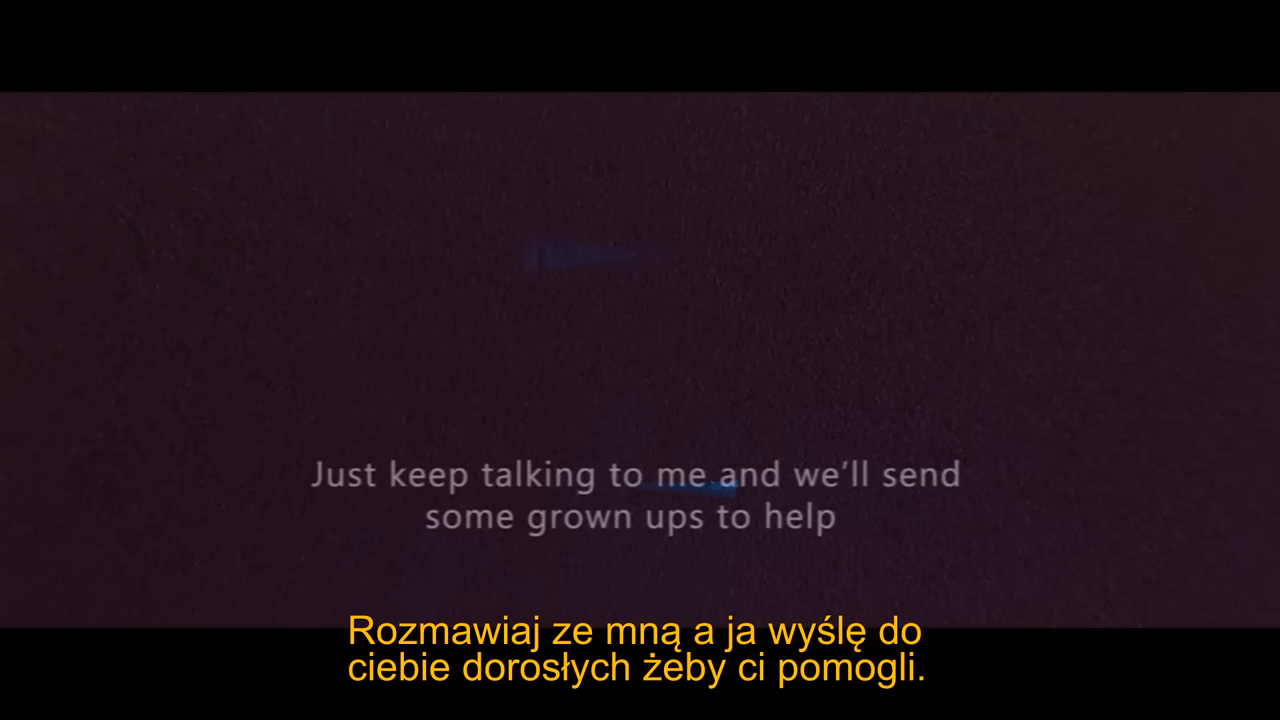 Just keep talking to me and we’ll send
some grown ups to help
Rozmawiaj ze mną a ja wyślę do
ciebie dorosłych żeby ci pomogli.